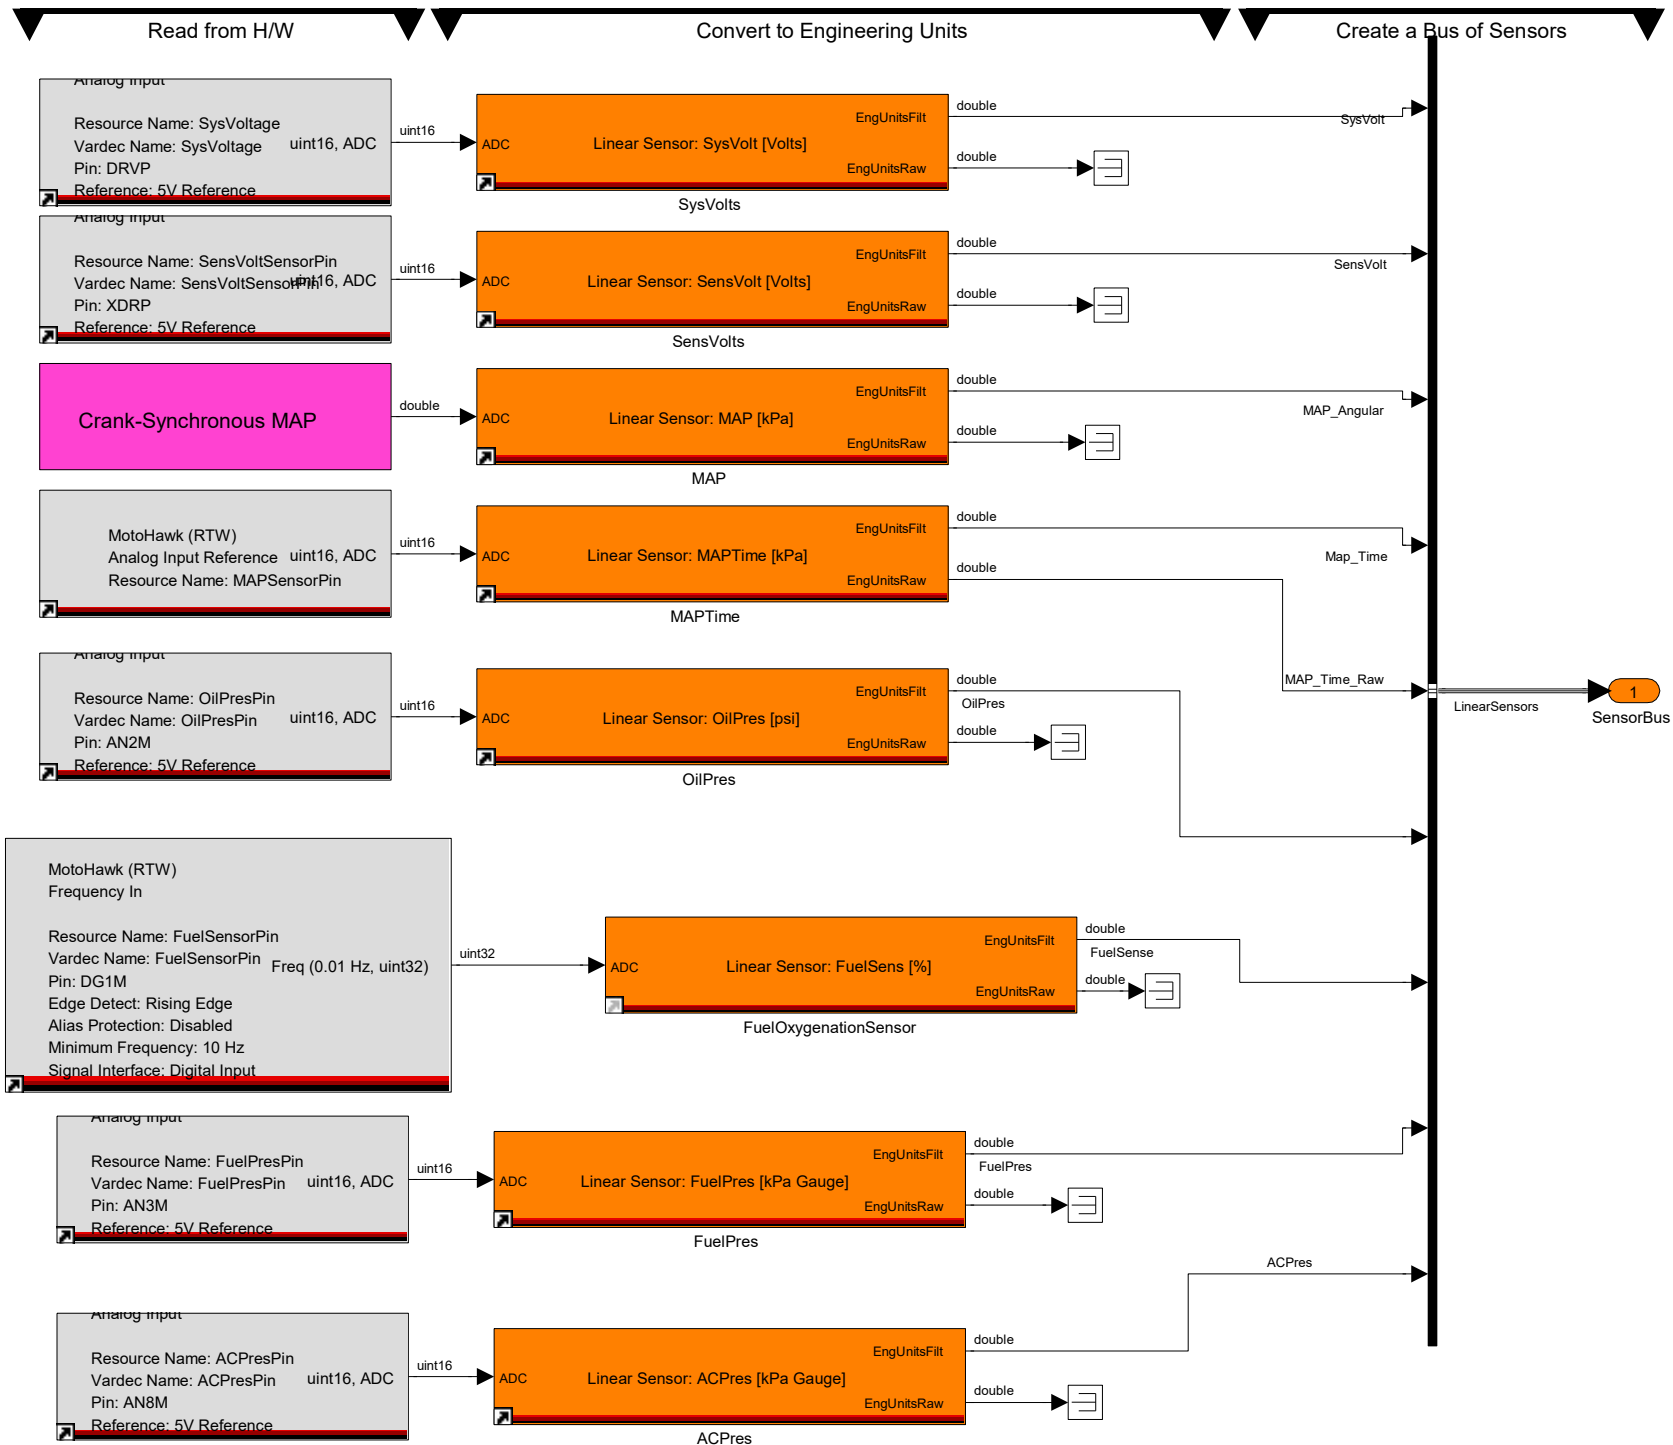 Read from H/W
Convert to Engineering Units
Create a Bus of Sensors
Analog Input
Resource Name: SysVoltage
Vardec Name: SysVoltage
Pin: DRVP
Reference: 5V Reference
uint16, ADC
uint16
ADC
Linear Sensor: SysVolt [Volts]
EngUnitsFilt
EngUnitsRaw
SysVolts
double
double
SysVolt
Analog Input
Resource Name: SensVoltSensorPin
Vardec Name: SensVoltSensorPin
Pin: XDRP
Reference: 5V Reference
uint16, ADC
uint16
ADC
Linear Sensor: SensVolt [Volts]
EngUnitsFilt
EngUnitsRaw
SensVolts
double
double
SensVolt
Crank-Synchronous MAP
double
ADC
Linear Sensor: MAP [kPa]
EngUnitsFilt
EngUnitsRaw
MAP
double
double
MAP_Angular
MotoHawk (RTW)
Analog Input Reference
Resource Name: MAPSensorPin
uint16, ADC
uint16
ADC
Linear Sensor: MAPTime [kPa]
EngUnitsFilt
EngUnitsRaw
MAPTime
double
double
Map_Time
MAP_Time_Raw
Analog Input
Resource Name: OilPresPin
Vardec Name: OilPresPin
Pin: AN2M
Reference: 5V Reference
uint16, ADC
uint16
ADC
Linear Sensor: OilPres [psi]
EngUnitsFilt
EngUnitsRaw
OilPres
double
OilPres
double
LinearSensors
1
SensorBus
MotoHawk (RTW)
Frequency In
Resource Name: FuelSensorPin
Vardec Name: FuelSensorPin
Pin: DG1M
Edge Detect: Rising Edge
Alias Protection: Disabled
Minimum Frequency: 10 Hz
Signal Interface: Digital Input
Freq (0.01 Hz, uint32)
uint32
ADC
Linear Sensor: FuelSens [%]
EngUnitsFilt
EngUnitsRaw
FuelOxygenationSensor
double
FuelSense
double
Analog Input
Resource Name: FuelPresPin
Vardec Name: FuelPresPin
Pin: AN3M
Reference: 5V Reference
uint16, ADC
uint16
ADC
Linear Sensor: FuelPres [kPa Gauge]
EngUnitsFilt
EngUnitsRaw
FuelPres
double
FuelPres
double
Analog Input
Resource Name: ACPresPin
Vardec Name: ACPresPin
Pin: AN8M
Reference: 5V Reference
uint16, ADC
uint16
ADC
Linear Sensor: ACPres [kPa Gauge]
EngUnitsFilt
EngUnitsRaw
ACPres
double
double
ACPres